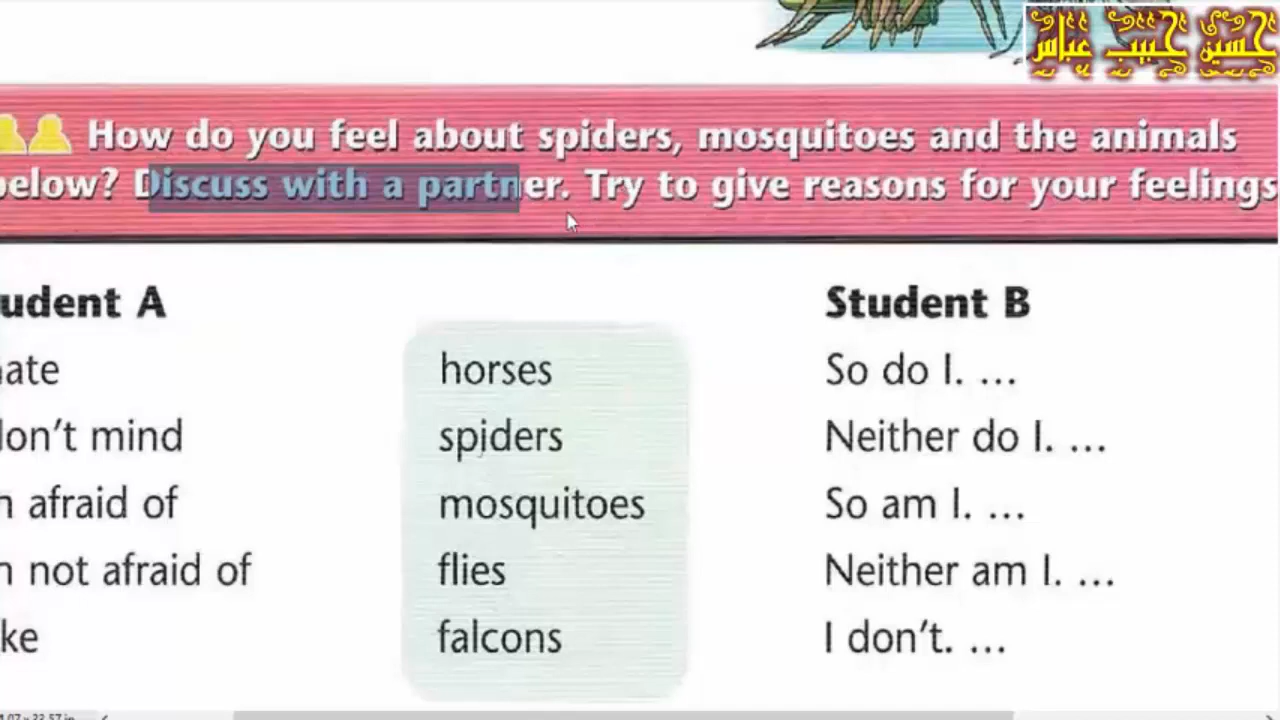 حسين حبيب عباس
How do you feel about spiders, mosquitoes and the animals
below? Discuss with a partner. Try to give reasons for your feelings
udent A
Student B
ate
horses
So do I. ...
don't mind
spiders
Neither do I. ...
afraid of
mosquitoes
So am I. ...
not afraid of
flies
Neither am I. ...
ke
falcons
I don't. ...